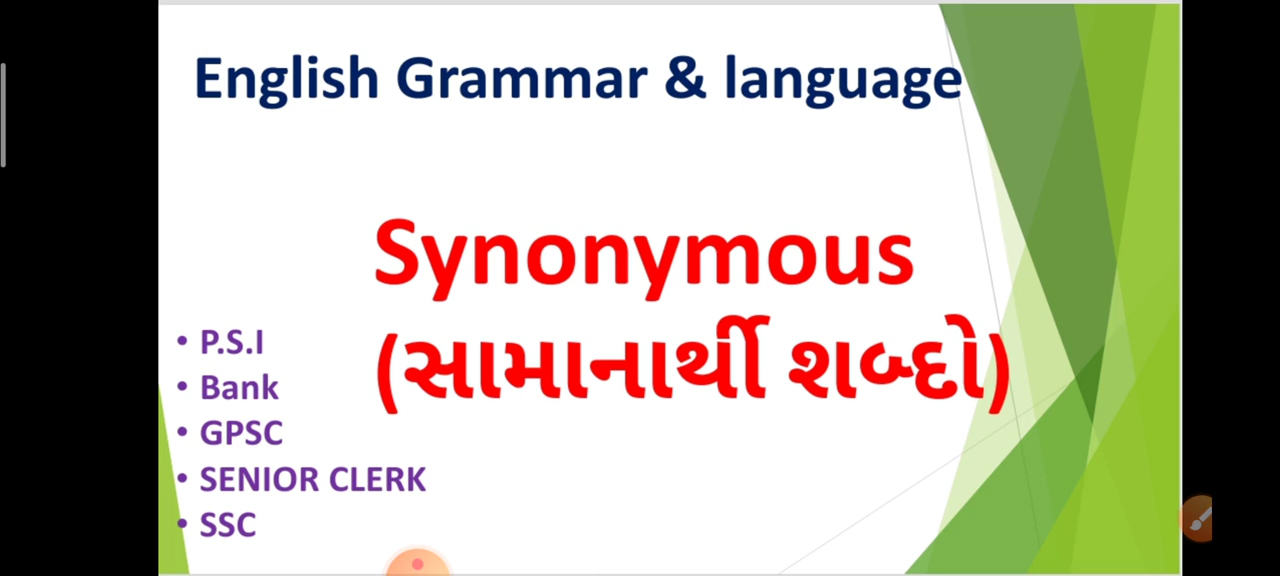 English Grammar & language
Synonymous
(સામાનાર્થી શબ્દો)
• P.S.I
• Bank
• GPSC
• SENIOR CLERK
• SSC